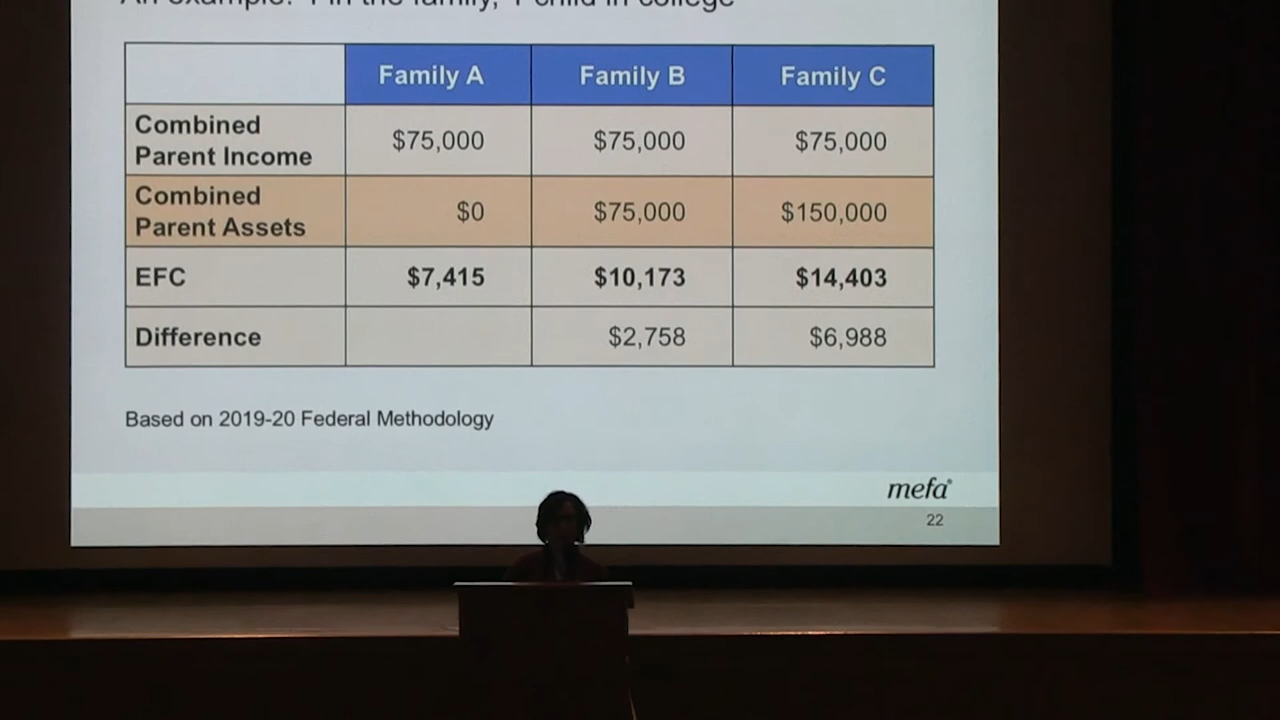 Family A Family B Family C
Combined
Parent Income $75,000 $75,000 $75,000
Combined
Parent Assets $0 $75,000 $150,000
EFC $7,415 $10,173 $14,403
Difference $2,758 $6,988
Based on 2019-20 Federal Methodology
mefa®
22